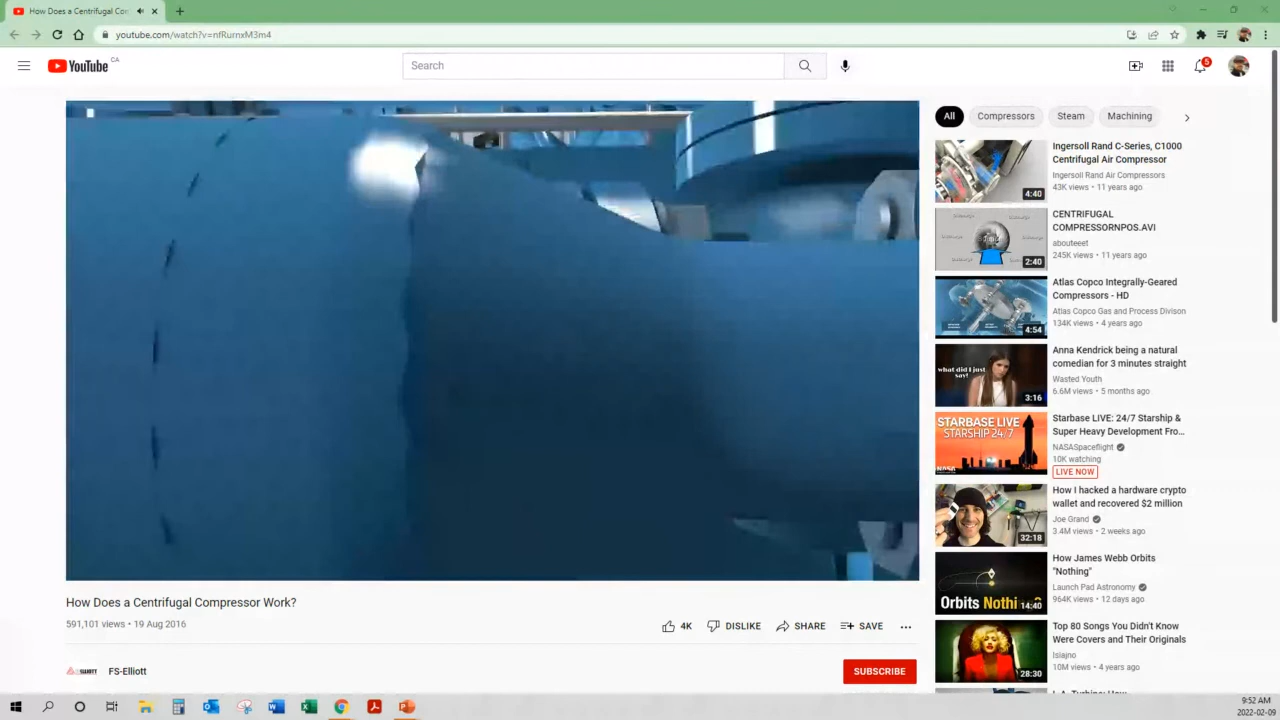 How Does a Centrifugal Cor
youtube.com/watch?v=nfRurnxM3m4
YouTube CA
Search
5
All
Compressors
Steam
Machining
Ingersoll Rand C-Series, C1000
Centrifugal Air Compressor
Ingersoll Rand Air Compressors
43K views • 11 years ago
4:40
CENTRIFUGAL
COMPRESSORNPOS.AVI
abouteeet
245K views • 11 years ago
2:40
Atlas Copco Integrally-Geared
Compressors - HD
Atlas Copco Gas and Process Divison
134K views • 4 years ago
4:54
what did I just
say!
Anna Kendrick being a natural
comedian for 3 minutes straight
Wasted Youth
6.6M views • 5 months ago
3:16
STARBASE LIVE
STARSHIP 24/7
Starbase LIVE: 24/7 Starship &
Super Heavy Development Fro...
NASASpaceflight
10K watching
LIVE NOW
How I hacked a hardware crypto
wallet and recovered $2 million
Joe Grand
3.4M views • 2 weeks ago
32:18
How James Webb Orbits
"Nothing"
Launch Pad Astronomy
964K views • 12 days ago
Orbits Nothi
14:40
Top 80 Songs You Didn't Know
Were Covers and Their Originals
Isiajno
10M views • 4 years ago
28:30
How Does a Centrifugal Compressor Work?
591,101 views • 19 Aug 2016
4K
DISLIKE
SHARE
SAVE
ELLIOTT
FS-Elliott
SUBSCRIBE
9:52 AM
2022-02-09